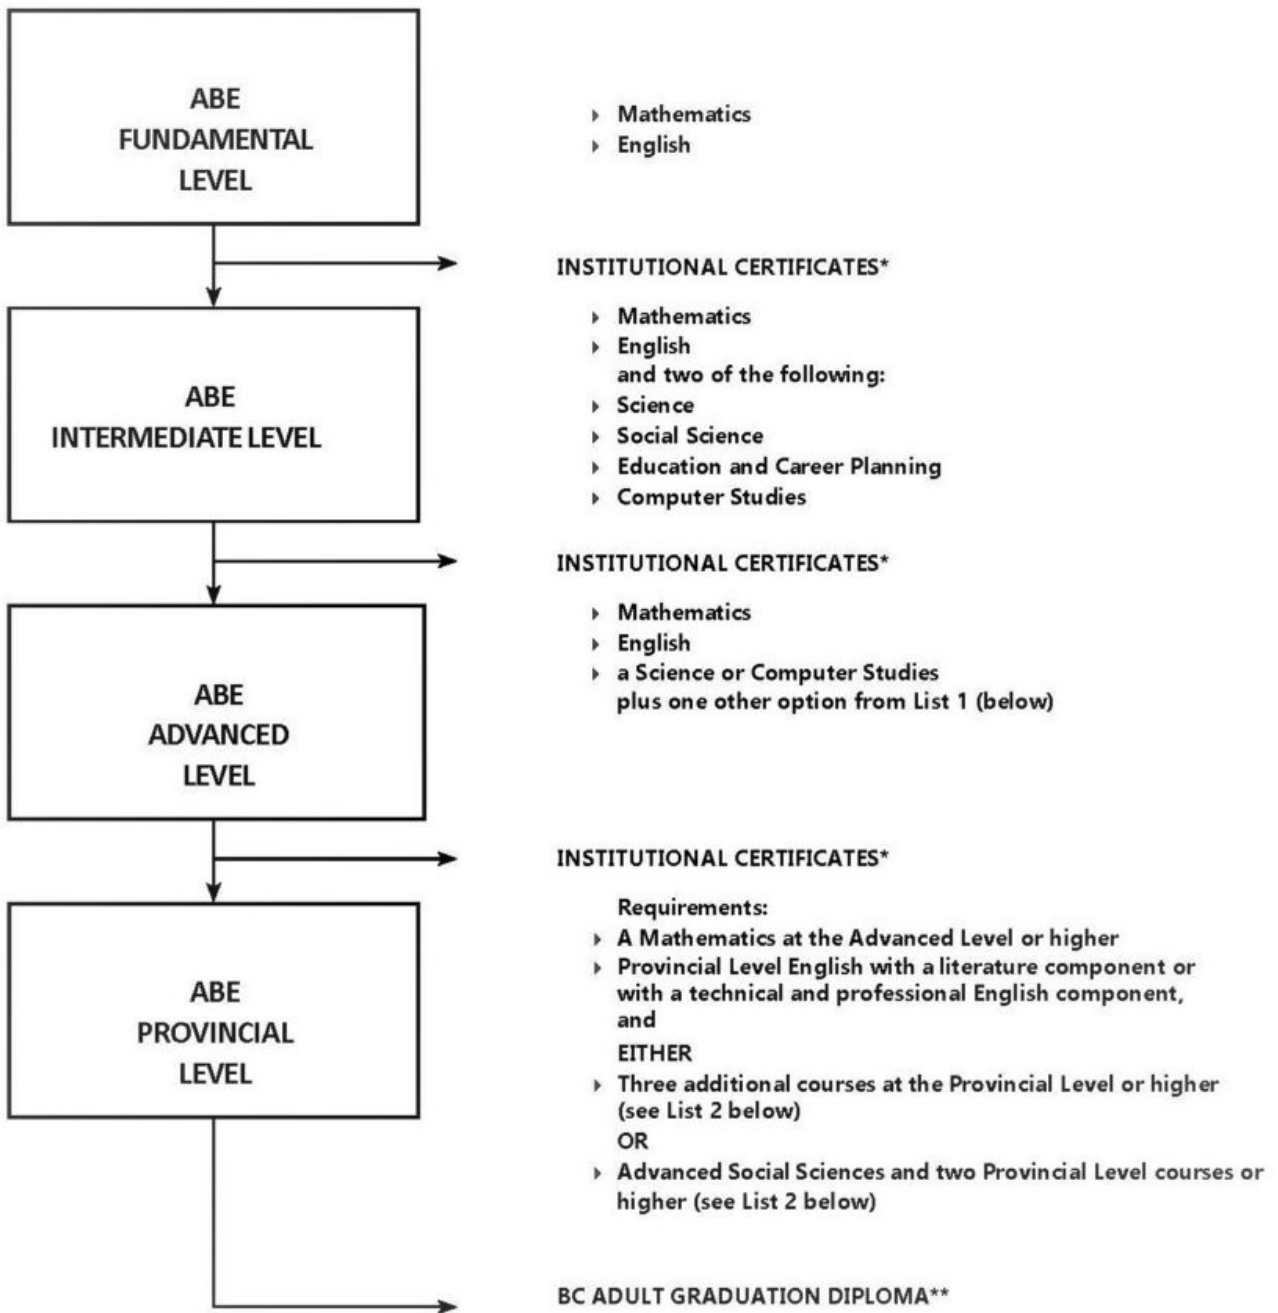 ABE
FUNDAMENTAL
LEVEL
Mathematics
English
INSTITUTIONAL CERTIFICATES*
ABE
INTERMEDIATE LEVEL
Mathematics
English
and two of the following:
Science
Social Science
Education and Career Planning
Computer Studies
INSTITUTIONAL CERTIFICATES*
ABE
ADVANCED
LEVEL
Mathematics
English
a Science or Computer Studies
plus one other option from List 1 (below)
INSTITUTIONAL CERTIFICATES*
ABE
PROVINCIAL
LEVEL
Requirements:
A Mathematics at the Advanced Level or higher
Provincial Level English with a literature component or
with a technical and professional English component,
and
EITHER
Three additional courses at the Provincial Level or higher
(see List 2 below)
OR
Advanced Social Sciences and two Provincial Level courses or
higher (see List 2 below)
BC ADULT GRADUATION DIPLOMA**